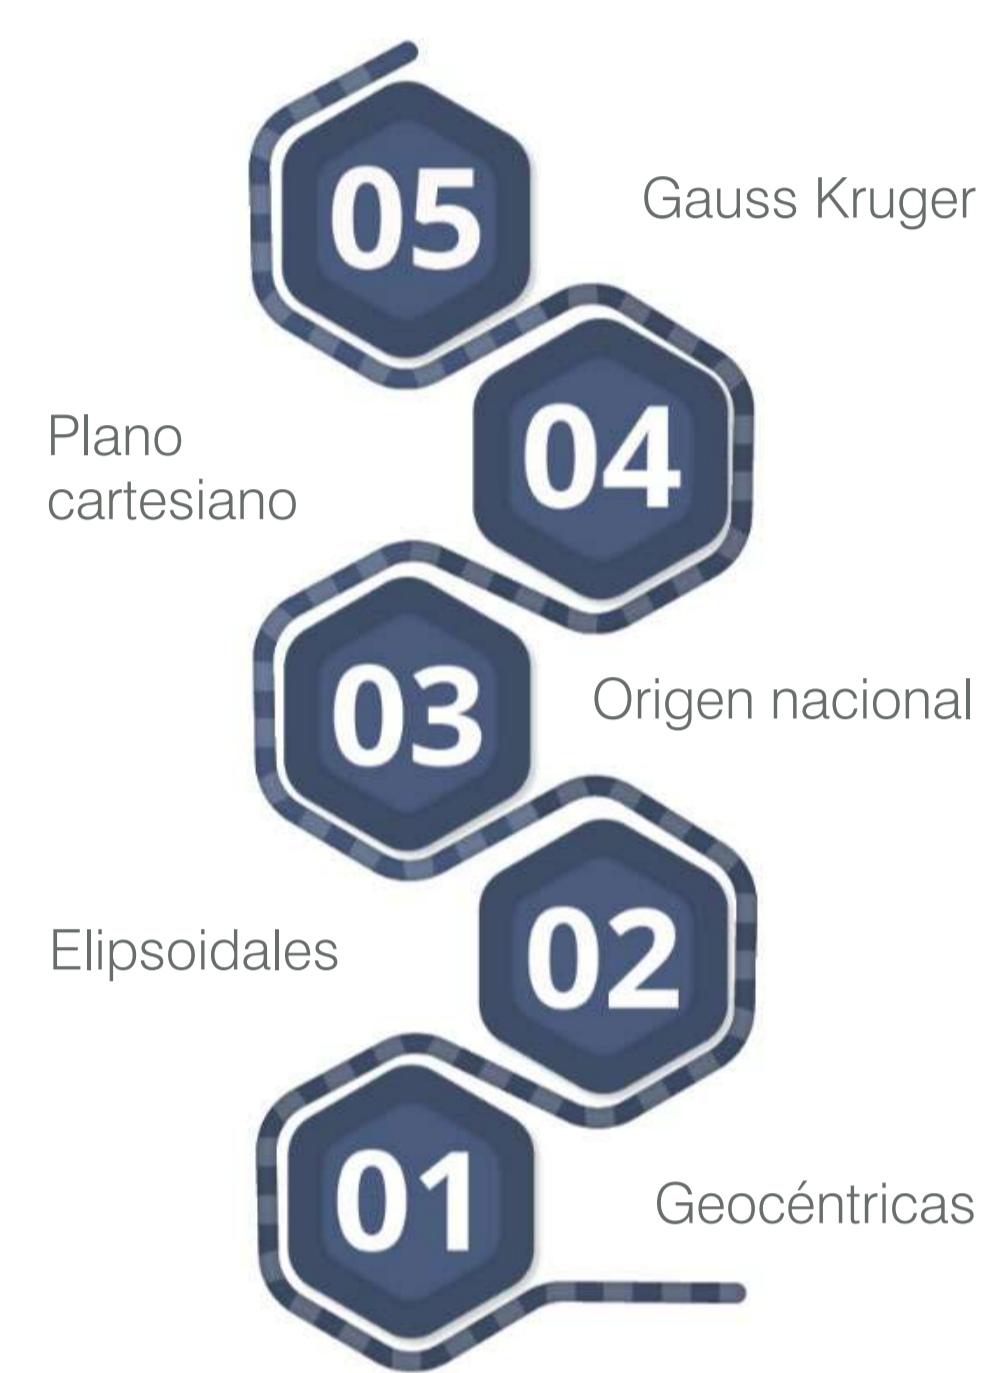 05
Gauss Kruger
04
Plano
cartesiano
03
Origen nacional
02
Elipsoidales
01
Geocéntricas